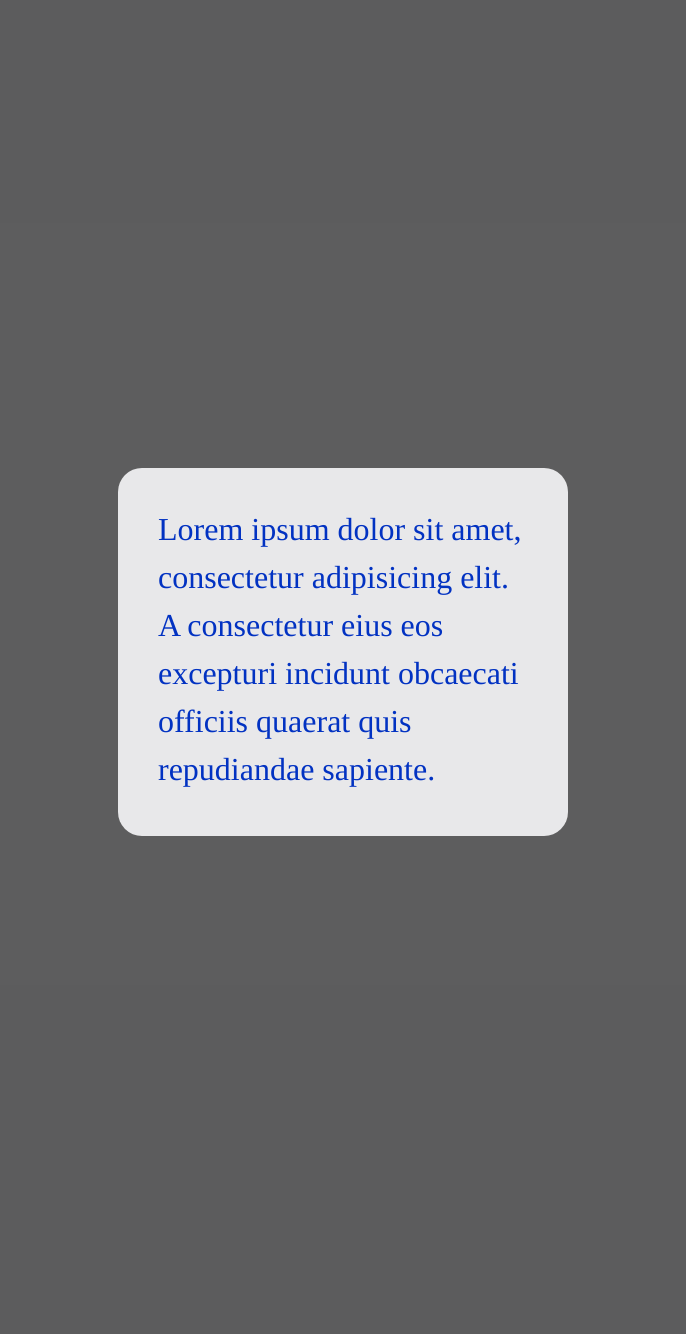 Lorem ipsum dolor sit amet,
consectetur adipisicing elit.
A consectetur eius eos
excepturi incidunt obcaecati
officiis quaerat quis
repudiandae sapiente.